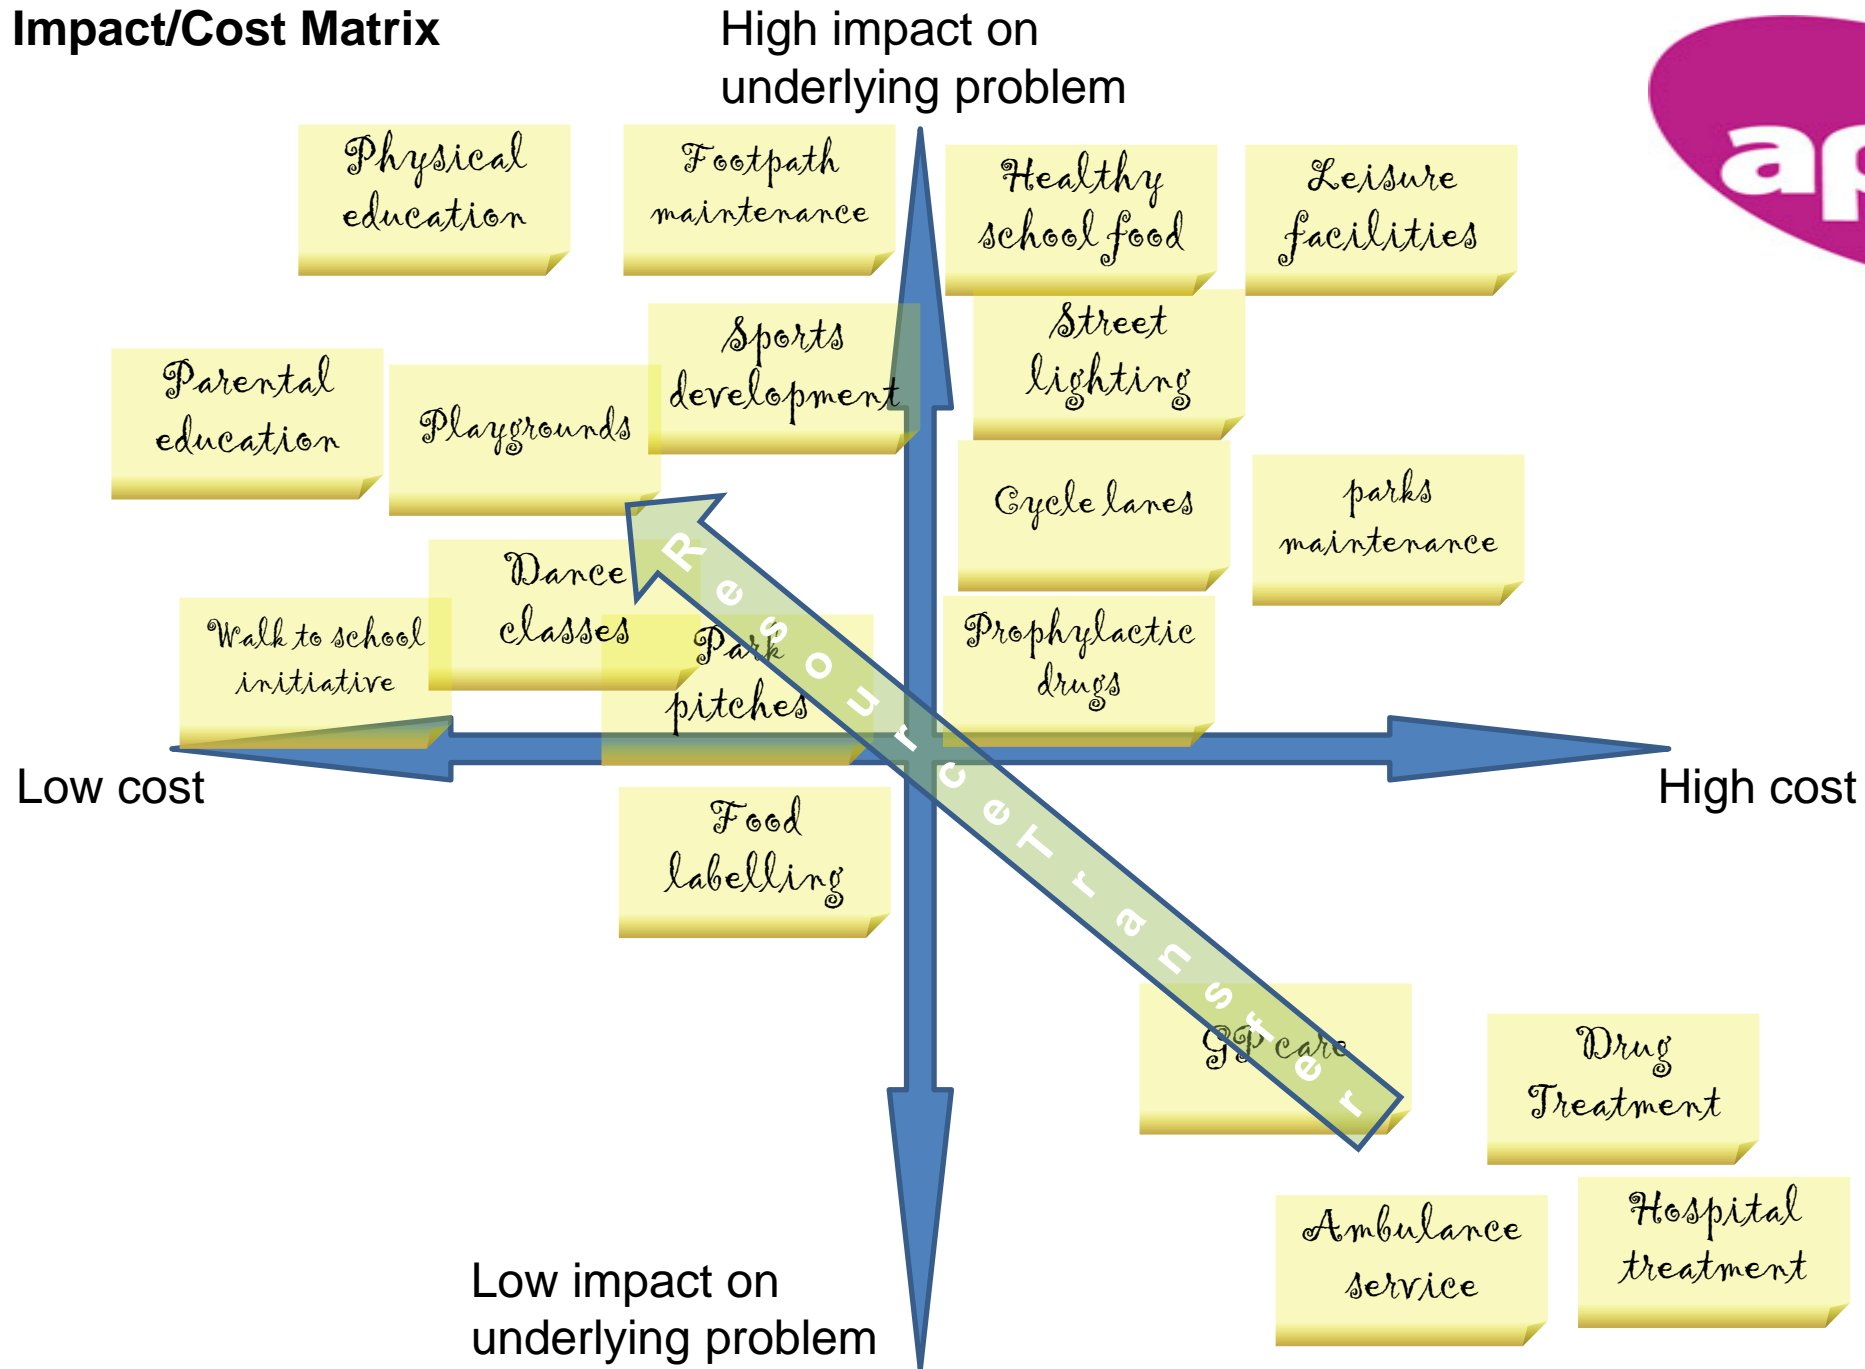 Impact/Cost Matrix
High impact on
underlying problem
ap
Physical
education
Footpath
maintenance
Healthy
school food
Leisure
facilities
Sports
development
Street
lighting
Parental
education
Playgrounds
Cycle lanes
parks
maintenance
Dance
classes
Walk to school
initiative
Park
pitches
Prophylactic
drugs
Resource Transfer
Low cost
High cost
Food
labelling
GP care
Drug
Treatment
Ambulance
service
Hospital
treatment
Low impact on
underlying problem